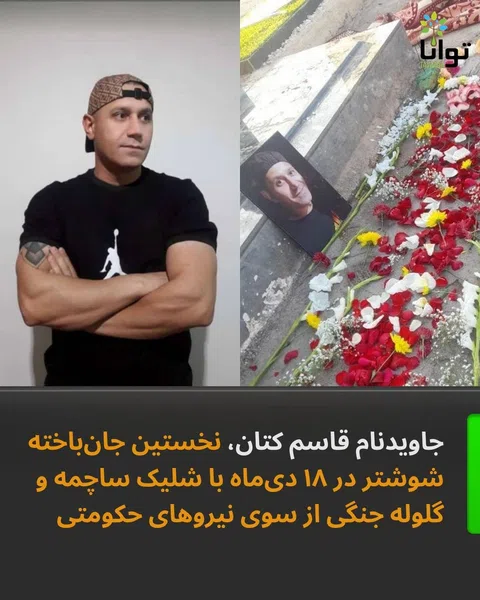 توانا
جاویدنام قاسم کتان، نخستین جان‌باخته
شوشتر در ۱۸ دی‌ماه با شلیک ساچمه و
گلوله جنگی از سوی نیروهای حکومتی